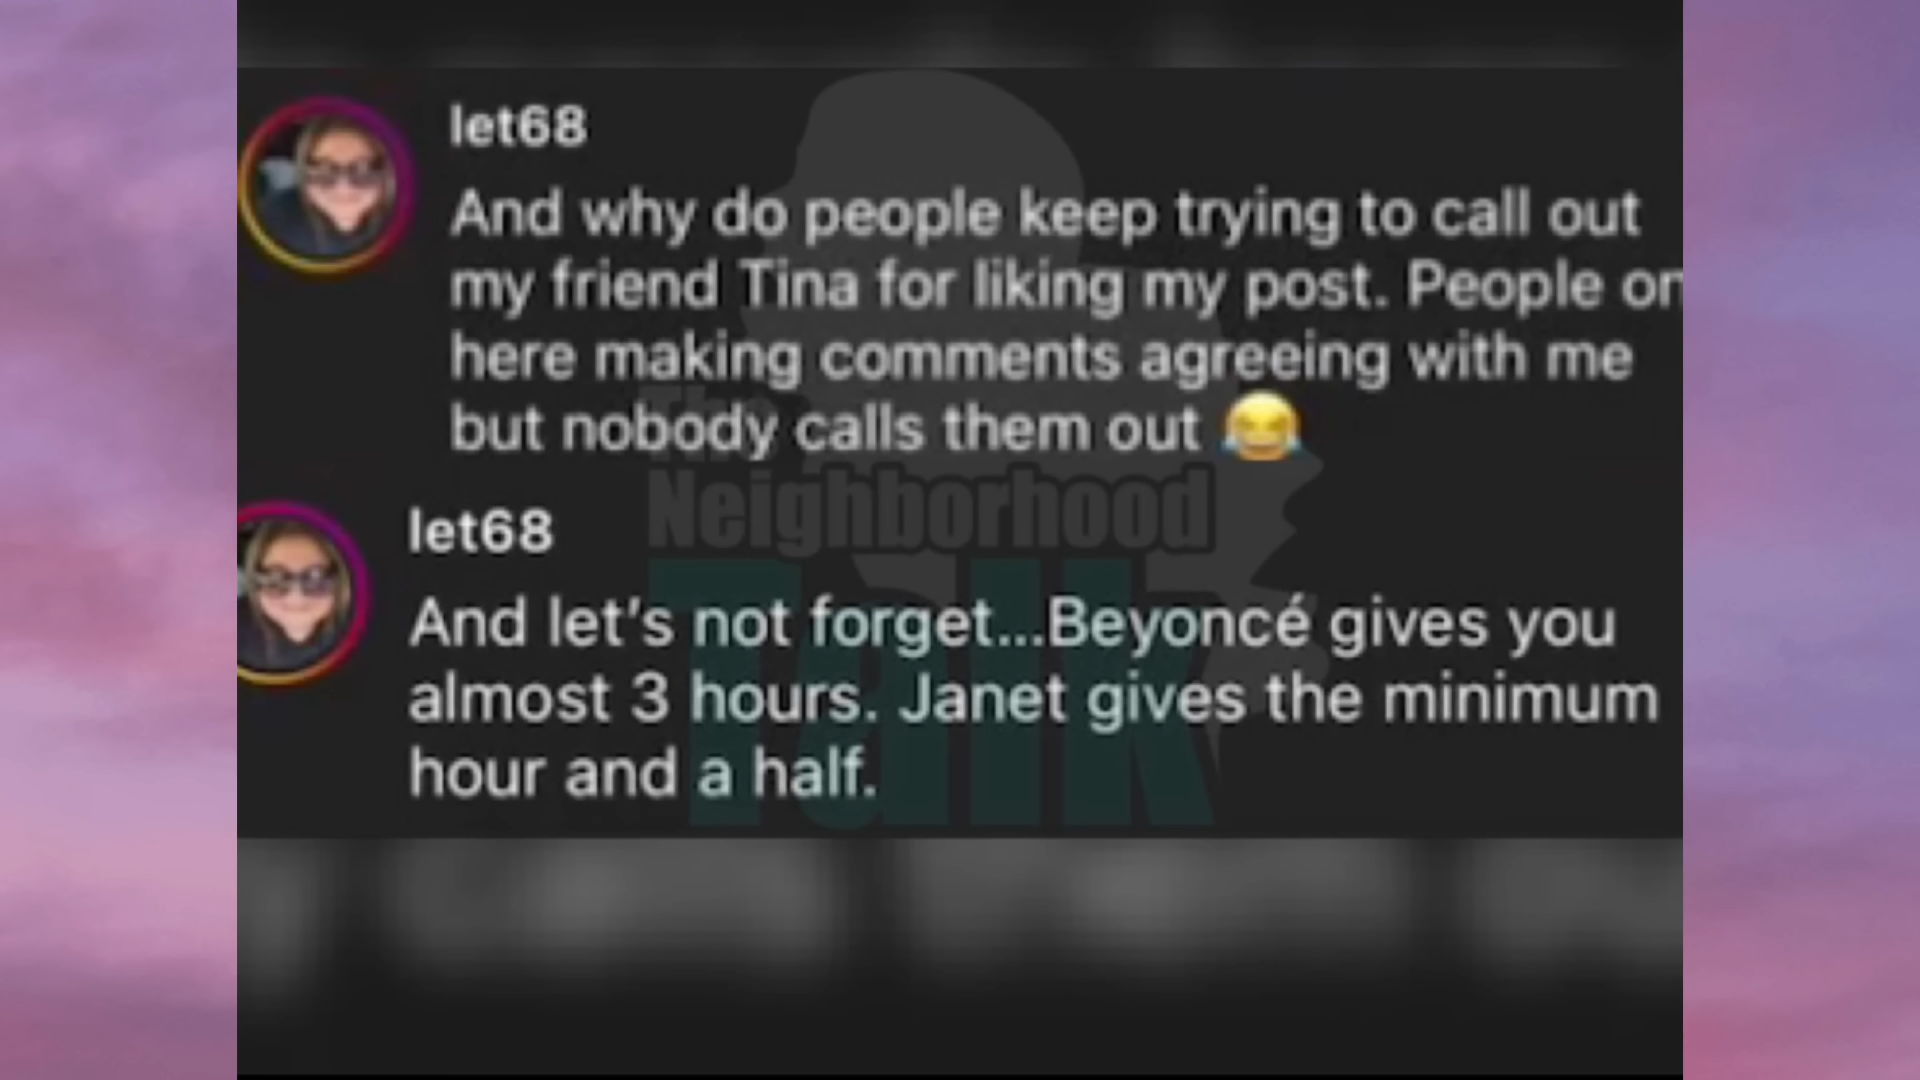 let68
And why do people keep trying to call out
my friend Tina for liking my post. People on
here making comments agreeing with me
but nobody calls them out 😂
The
Neighborhood
Talk
let68
And let's not forget...Beyoncé gives you
almost 3 hours. Janet gives the minimum
hour and a half.